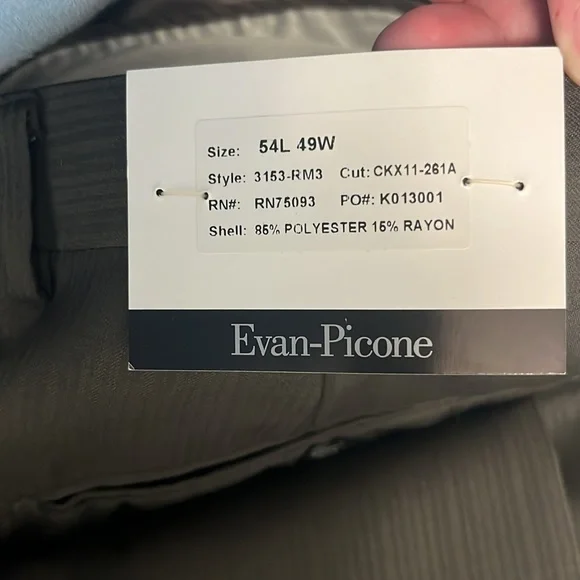 Size: 54L 49W
Style: 3153-RM3 Cut: CKX11-261A
RN#: RN75093 PO#: K013001
Shell: 85% POLYESTER 15% RAYON
Evan-Picone